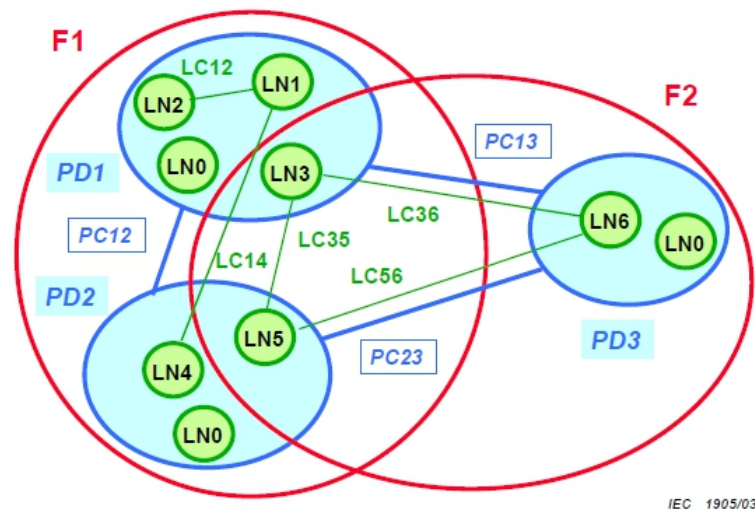 F1
F2
LC12
LN1
LN2
LN0
LN3
PD1
PC13
LC36
LN6
LN0
PC12
LC35
LC14
LC56
PD2
LN5
PC23
PD3
LN4
LN0
IEC 1905/03